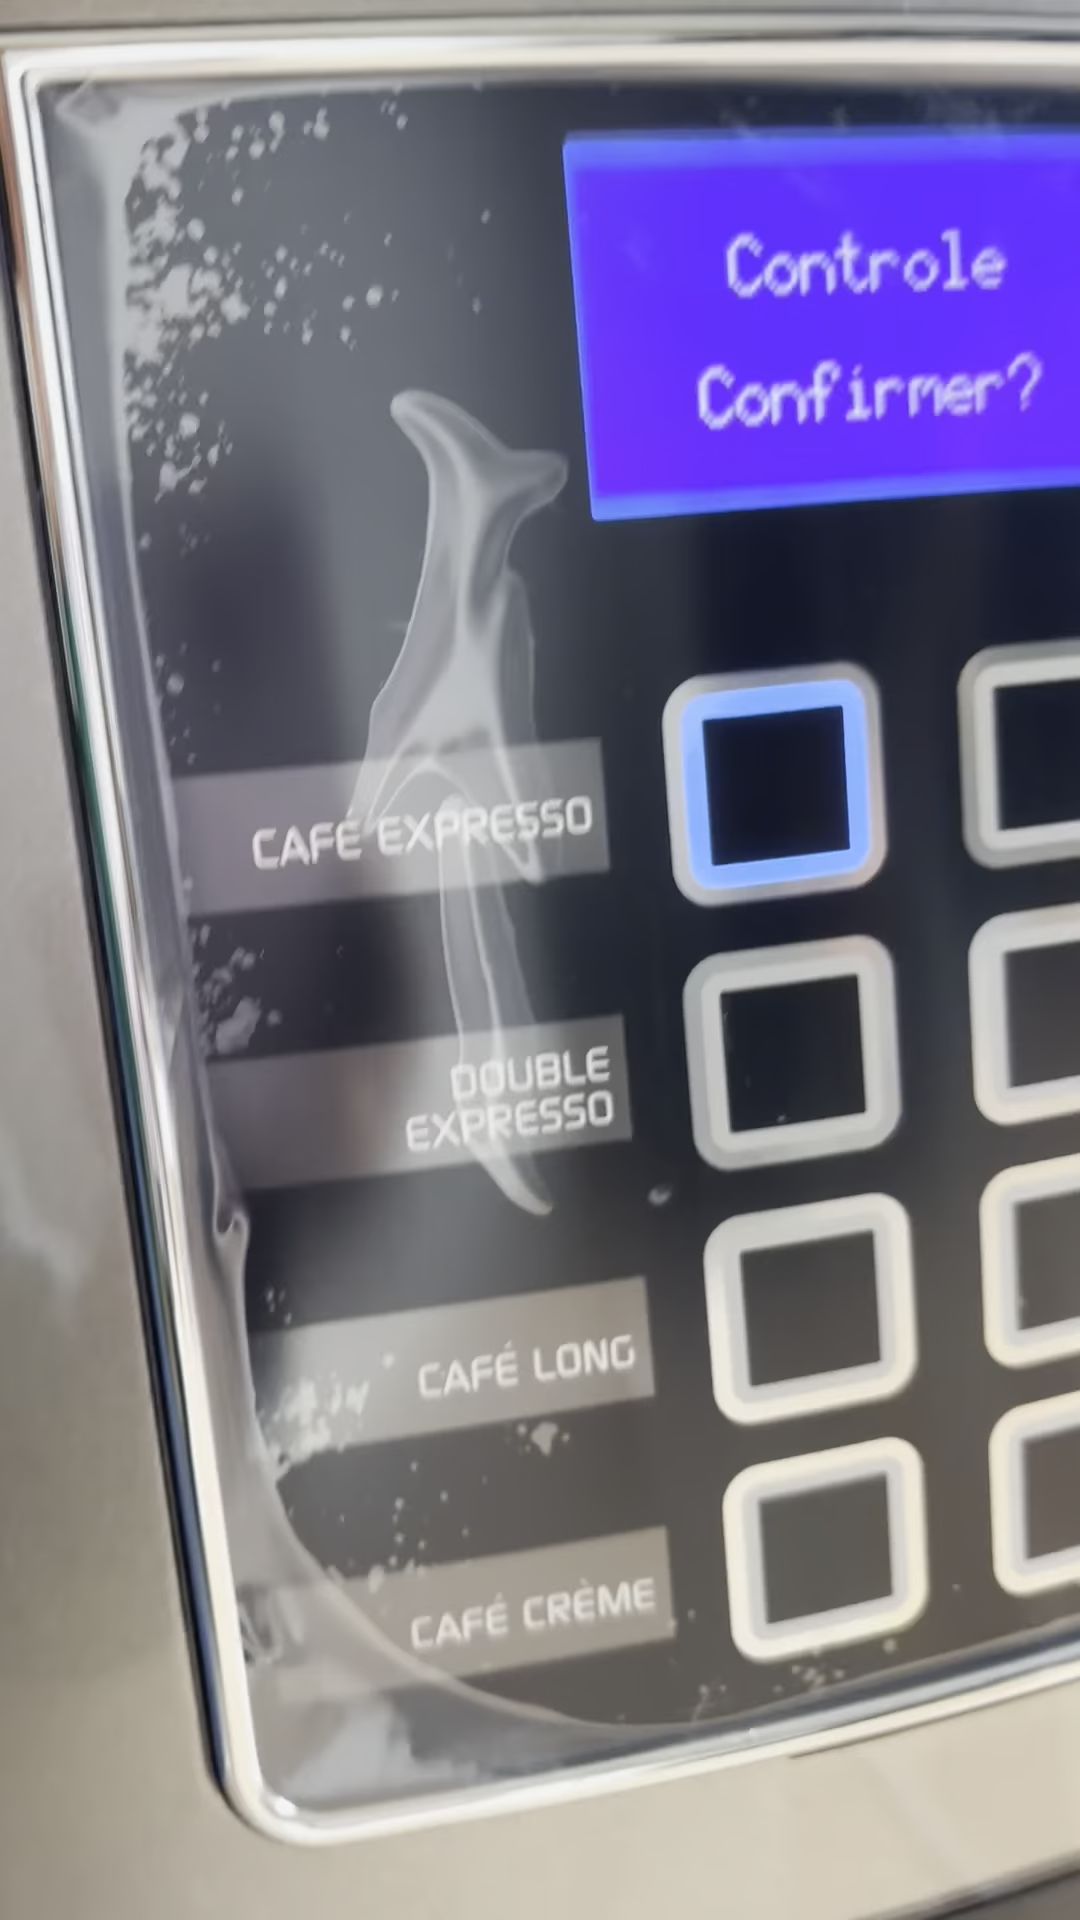 Controle
Confirmer?
CAFÉ EXPRESSO
DOUBLE
EXPRESSO
CAFÉ LONG
CAFÉ CRÈME